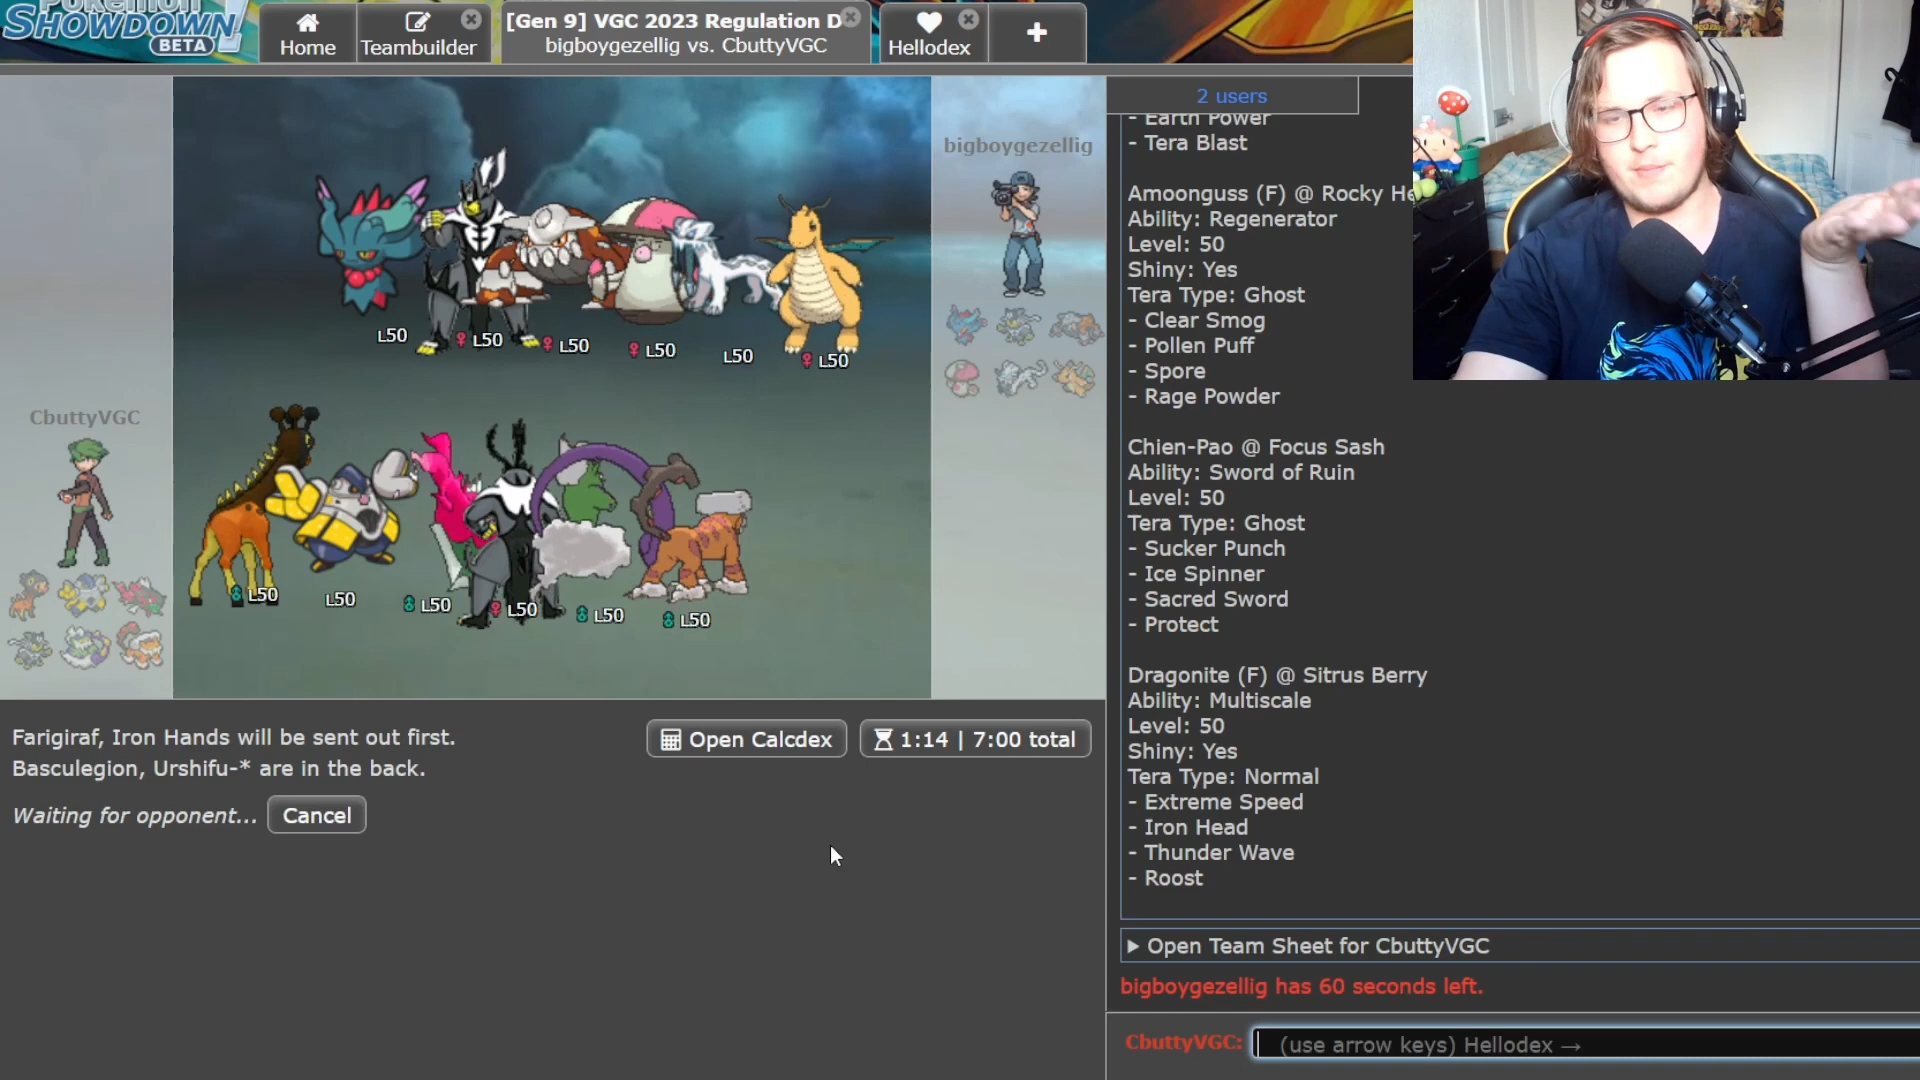 Pokémon
SHOWDOWN!
BETA
Home
Teambuilder
[Gen 9] VGC 2023 Regulation D
bigboygezellig vs. CbuttyVGC
Hellodex
+
2 users
bigboygezellig
CbuttyVGC
L50
L50
L50
L50
L50
L50
L50
L50
L50
L50
L50
L50
- Earth Power
- Tera Blast
Amoonguss (F) @ Rocky He
Ability: Regenerator
Level: 50
Shiny: Yes
Tera Type: Ghost
- Clear Smog
- Pollen Puff
- Spore
- Rage Powder
Chien-Pao @ Focus Sash
Ability: Sword of Ruin
Level: 50
Tera Type: Ghost
- Sucker Punch
- Ice Spinner
- Sacred Sword
- Protect
Dragonite (F) @ Sitrus Berry
Ability: Multiscale
Level: 50
Shiny: Yes
Tera Type: Normal
- Extreme Speed
- Iron Head
- Thunder Wave
- Roost
Open Team Sheet for CbuttyVGC
bigboygezellig has 60 seconds left.
CbuttyVGC: (use arrow keys) Hellodex →
Farigiraf, Iron Hands will be sent out first.
Basculegion, Urshifu-* are in the back.
Open Calcdex
1:14 | 7:00 total
Waiting for opponent... Cancel